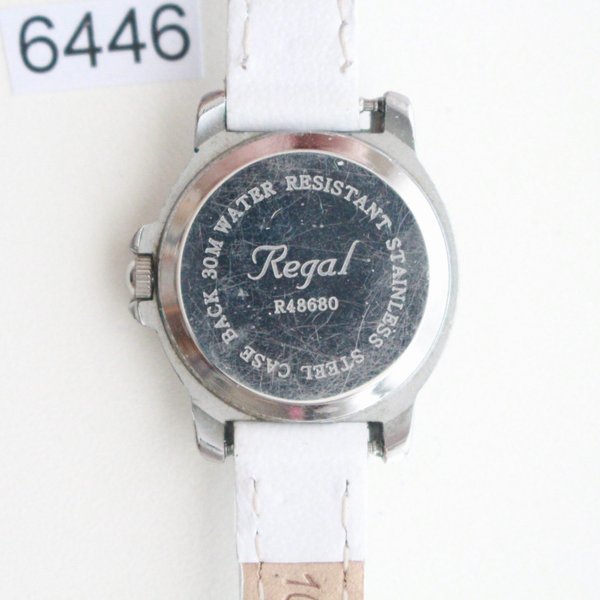 6446
30M WATER RESISTANT STAINLESS STEEL CASE BACK
Regal
R48680